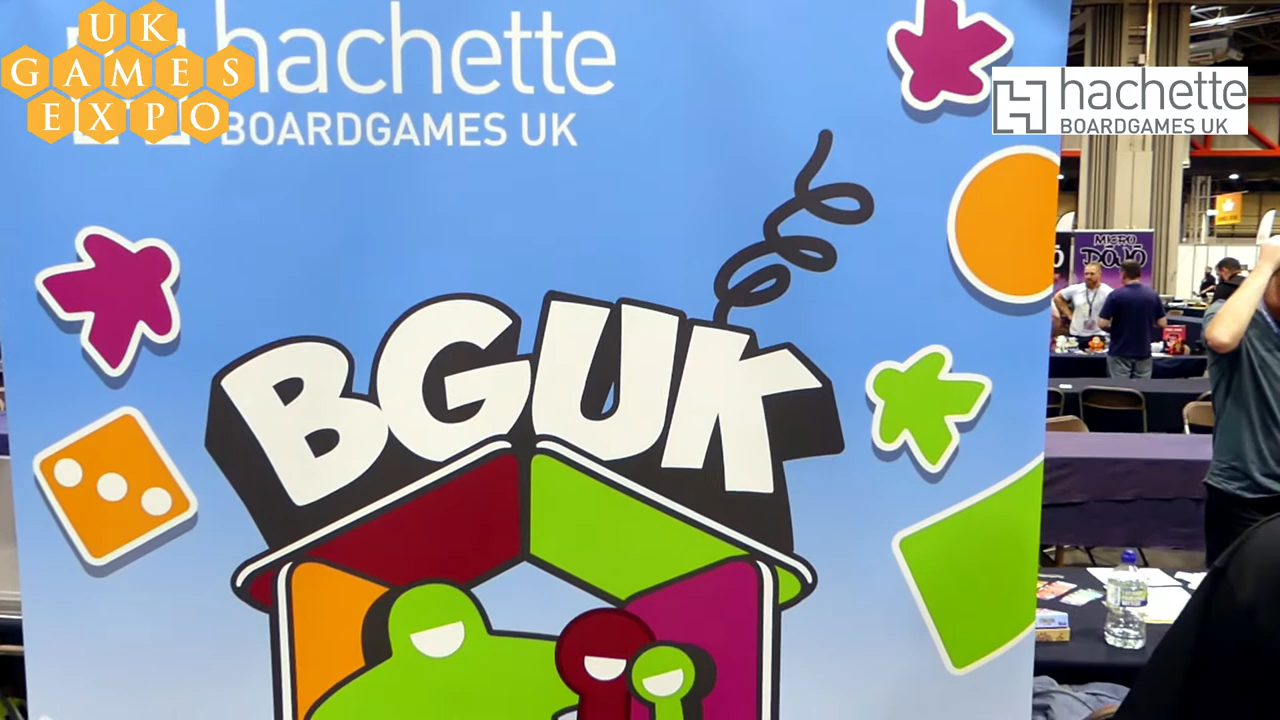 UK
GAMES
EXPO
hachette
BOARDGAMES UK
hachette
BOARDGAMES UK
BGUK
MICRO
DOJO